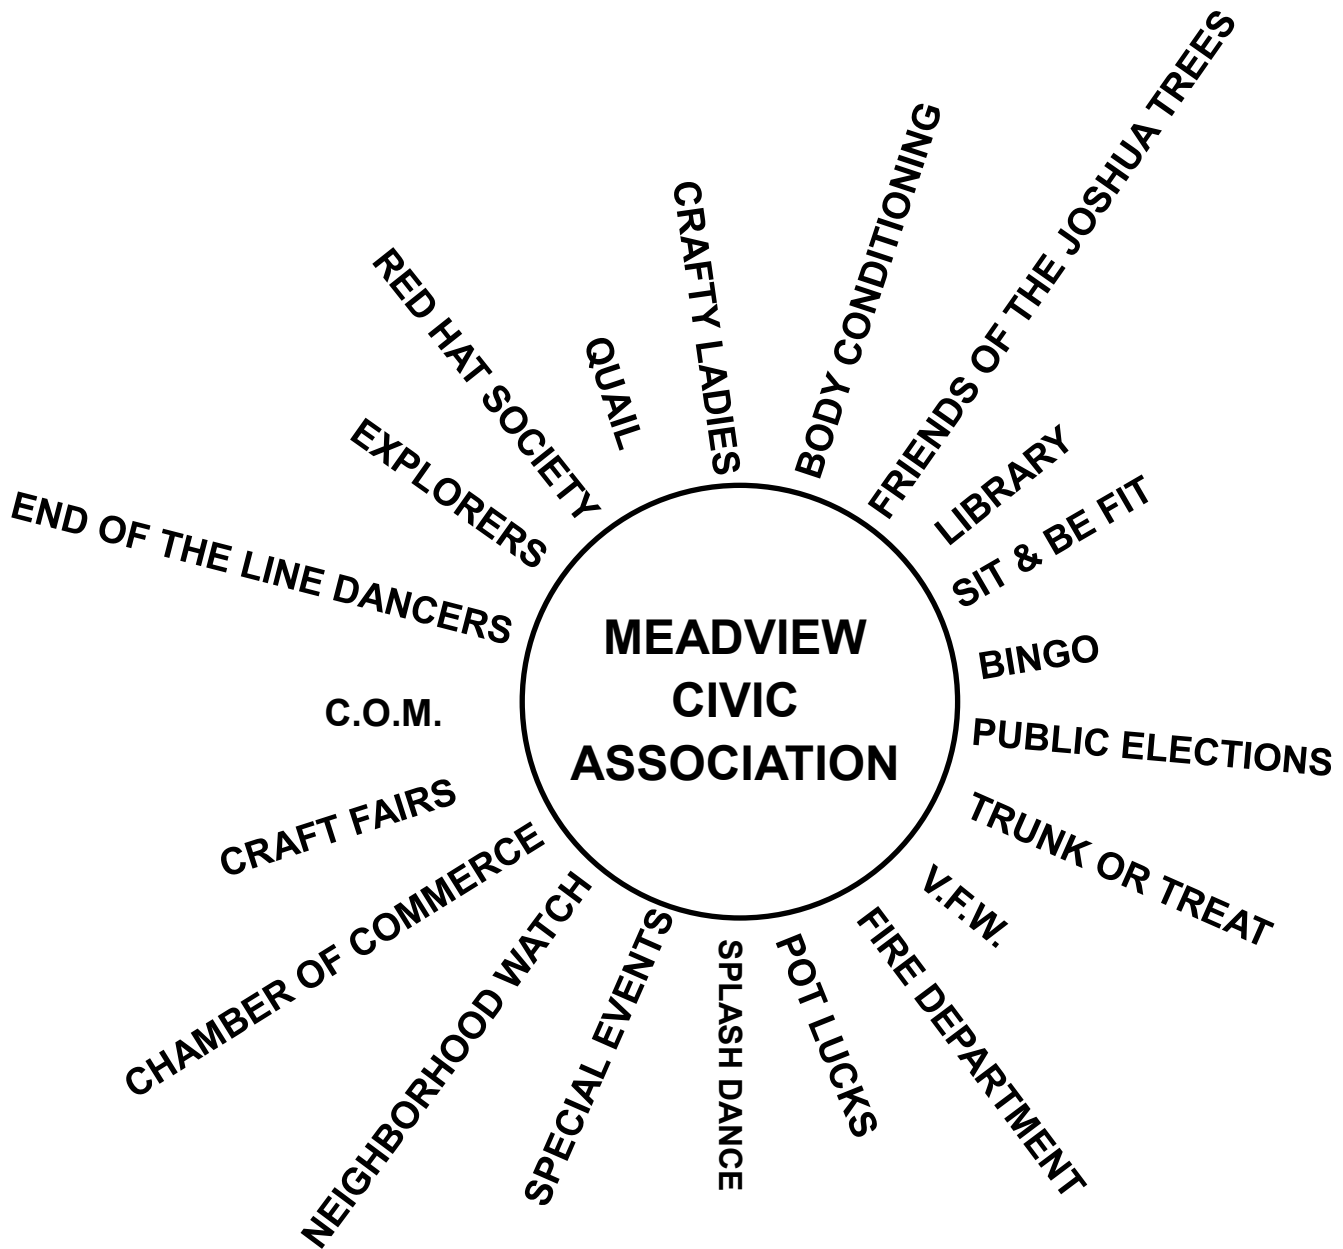 MEADVIEW
CIVIC
ASSOCIATION
CRAFTY LADIES
BODY CONDITIONING
FRIENDS OF THE JOSHUA TREES
LIBRARY
SIT & BE FIT
BINGO
PUBLIC ELECTIONS
TRUNK OR TREAT
V.F.W.
FIRE DEPARTMENT
POT LUCKS
SPLASH DANCE
SPECIAL EVENTS
NEIGHBORHOOD WATCH
CHAMBER OF COMMERCE
CRAFT FAIRS
C.O.M.
END OF THE LINE DANCERS
EXPLORERS
RED HAT SOCIETY
QUAIL